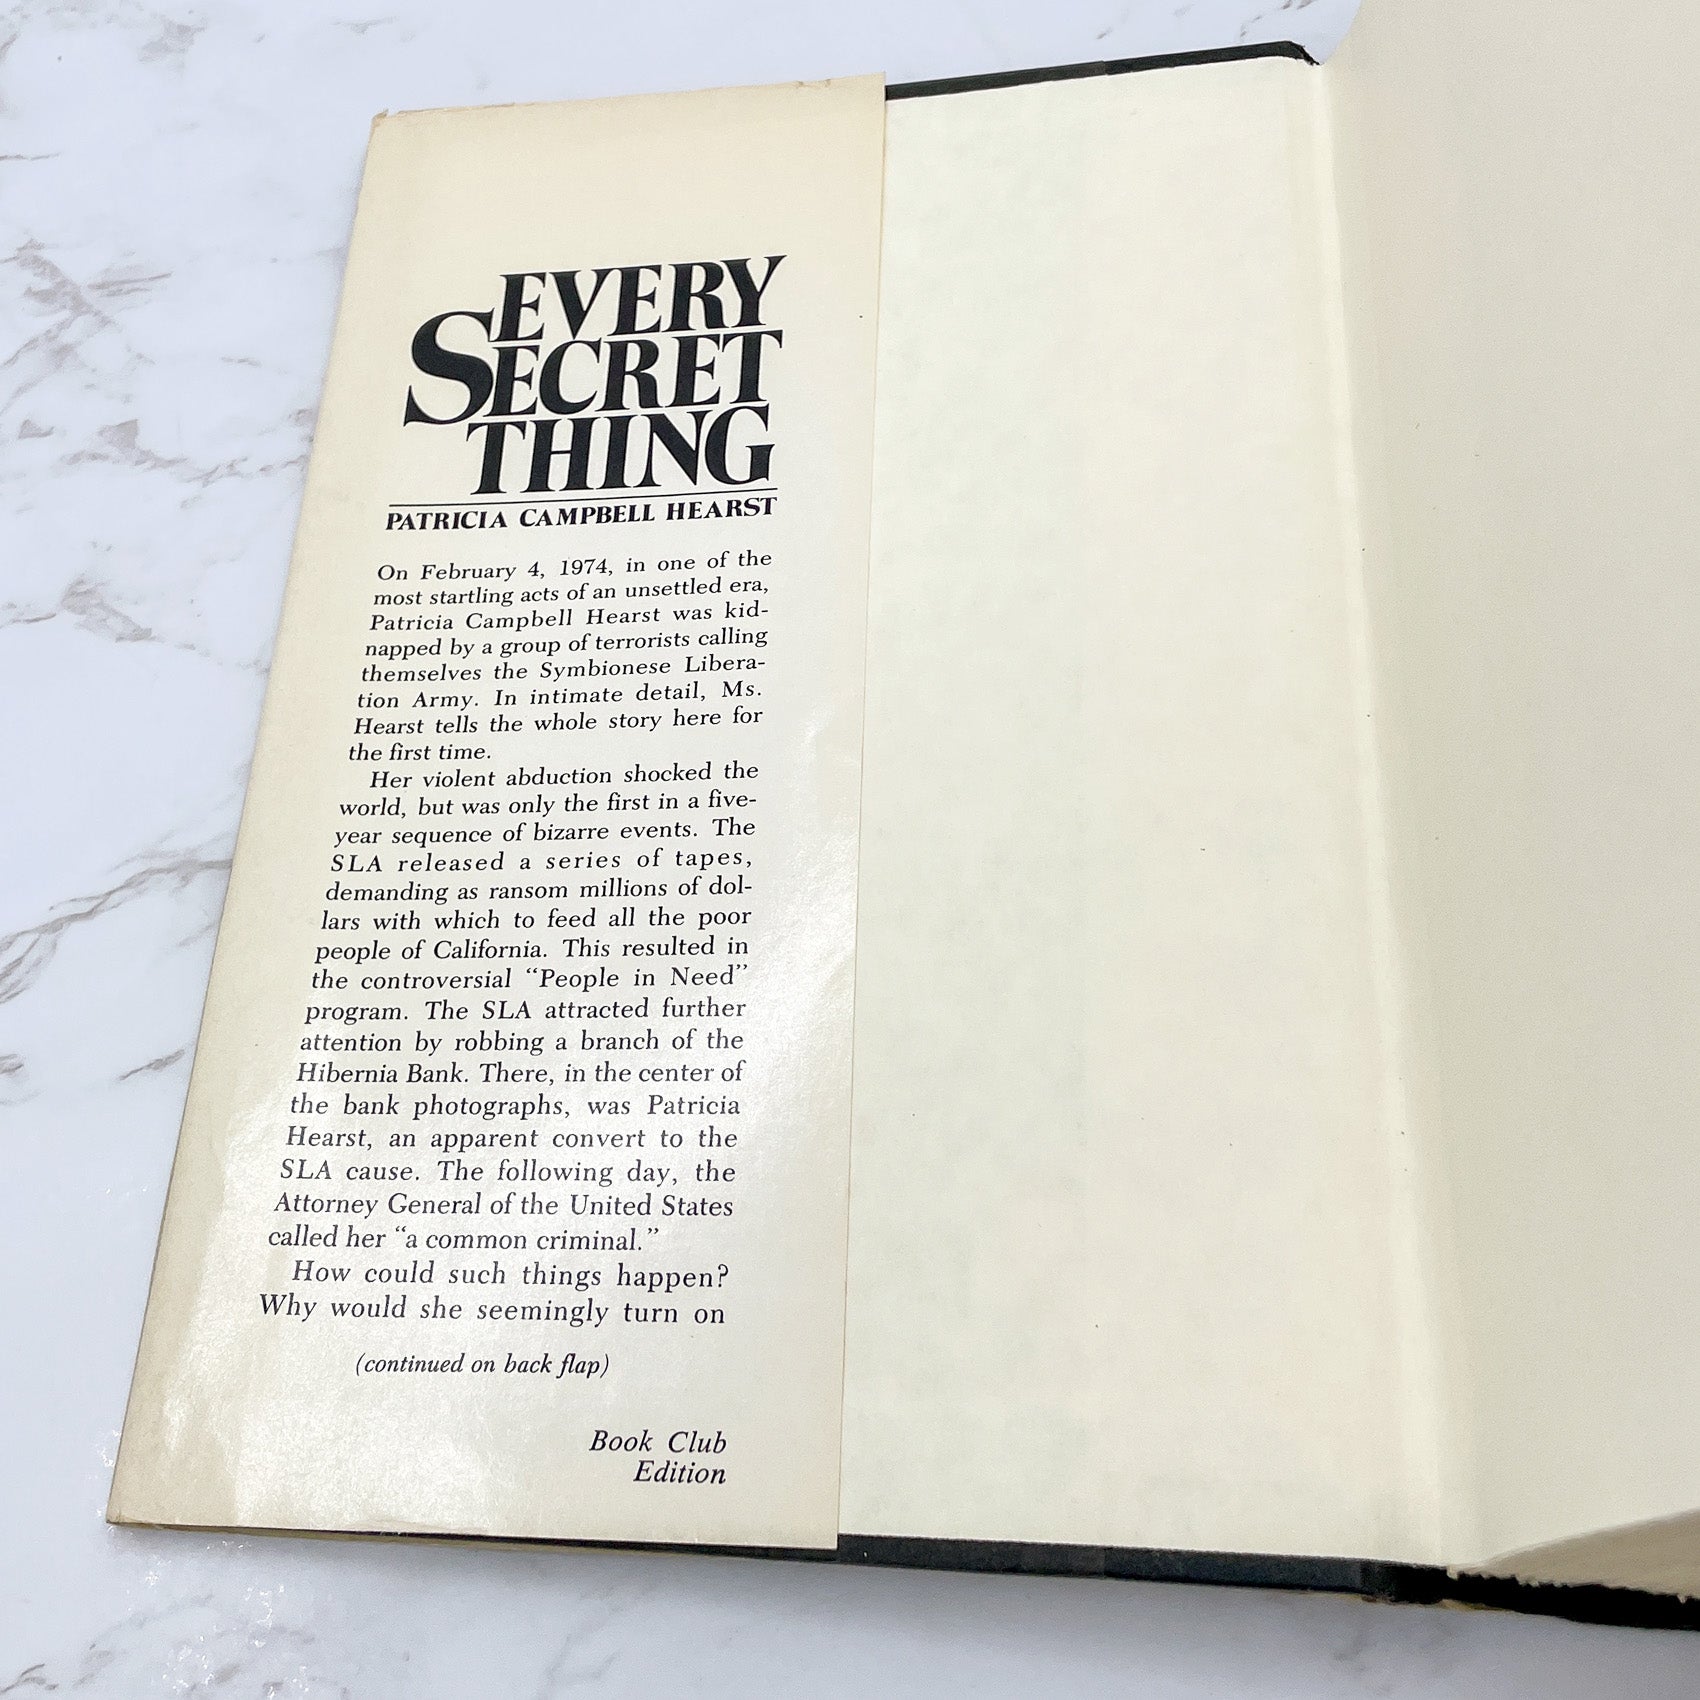 EVERY
SECRET
THING
PATRICIA CAMPBELL HEARST
On February 4, 1974, in one of the
most startling acts of an unsettled era,
Patricia Campbell Hearst was kid-
napped by a group of terrorists calling
themselves the Symbionese Libera-
tion Army. In intimate detail, Ms.
Hearst tells the whole story here for
the first time.
Her violent abduction shocked the
world, but was only the first in a five-
year sequence of bizarre events. The
SLA released a series of tapes,
demanding as ransom millions of dol-
lars with which to feed all the poor
people of California. This resulted in
the controversial “People in Need”
program. The SLA attracted further
attention by robbing a branch of the
Hibernia Bank. There, in the center of
the bank photographs, was Patricia
Hearst, an apparent convert to the
SLA cause. The following day, the
Attorney General of the United States
called her “a common criminal.”
How could such things happen?
Why would she seemingly turn on
(continued on back flap)
Book Club
Edition